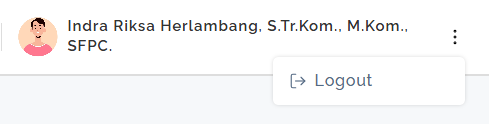 Indra Riksa Herlambang, S.Tr.Kom., M.Kom.,
SFPC.
Logout